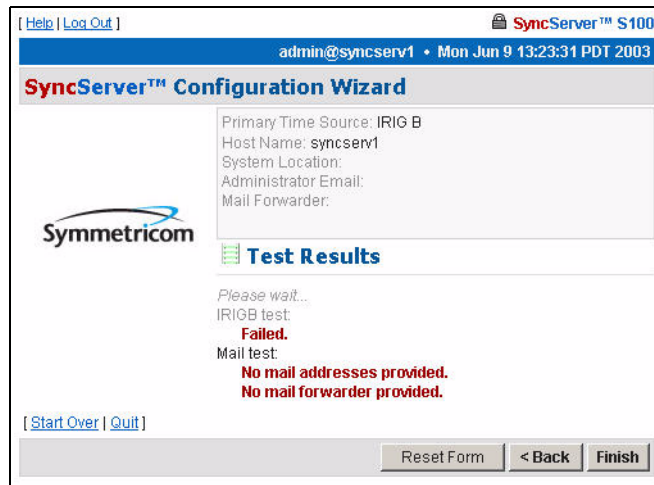 [ Help | Log Out ]
SyncServer™ S100
admin@syncserv1 • Mon Jun 9 13:23:31 PDT 2003
SyncServer™ Configuration Wizard
Primary Time Source: IRIG B
Host Name: syncserv1
System Location:
Administrator Email:
Mail Forwarder:
Symmetricom
Test Results
Please wait...
IRIGB test:
Failed.
Mail test:
No mail addresses provided.
No mail forwarder provided.
[ Start Over | Quit ]
Reset Form
< Back
Finish